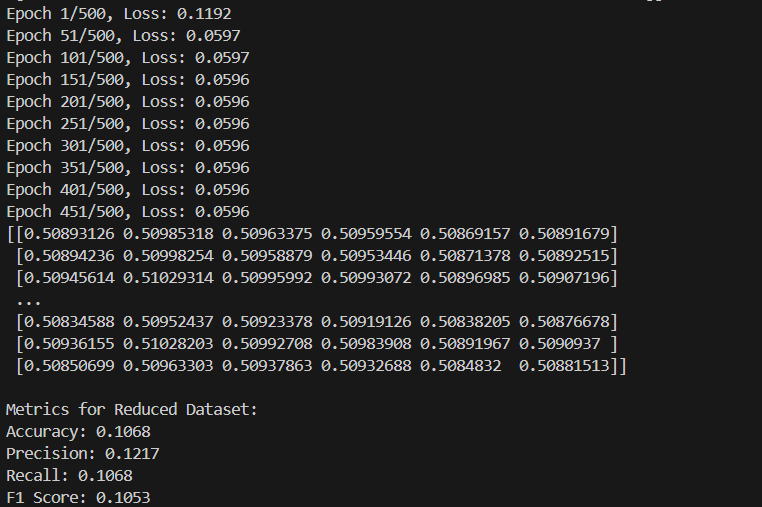 Epoch 1/500, Loss: 0.1192
Epoch 51/500, Loss: 0.0597
Epoch 101/500, Loss: 0.0597
Epoch 151/500, Loss: 0.0596
Epoch 201/500, Loss: 0.0596
Epoch 251/500, Loss: 0.0596
Epoch 301/500, Loss: 0.0596
Epoch 351/500, Loss: 0.0596
Epoch 401/500, Loss: 0.0596
Epoch 451/500, Loss: 0.0596
[[0.50893126 0.50985318 0.50963375 0.50959554 0.50869157 0.50891679]
[0.50894236 0.50998254 0.50958879 0.50953446 0.50871378 0.50892515]
[0.50945614 0.51029314 0.50995992 0.50993072 0.50896985 0.50907196]
...
[0.50834588 0.50952437 0.50923378 0.50919126 0.50838205 0.50876678]
[0.50936155 0.51028203 0.50992708 0.50983908 0.50891967 0.5090937 ]
[0.50850699 0.50963303 0.50937863 0.50932688 0.5084832  0.50881513]]
Metrics for Reduced Dataset:
Accuracy: 0.1068
Precision: 0.1217
Recall: 0.1068
F1 Score: 0.1053